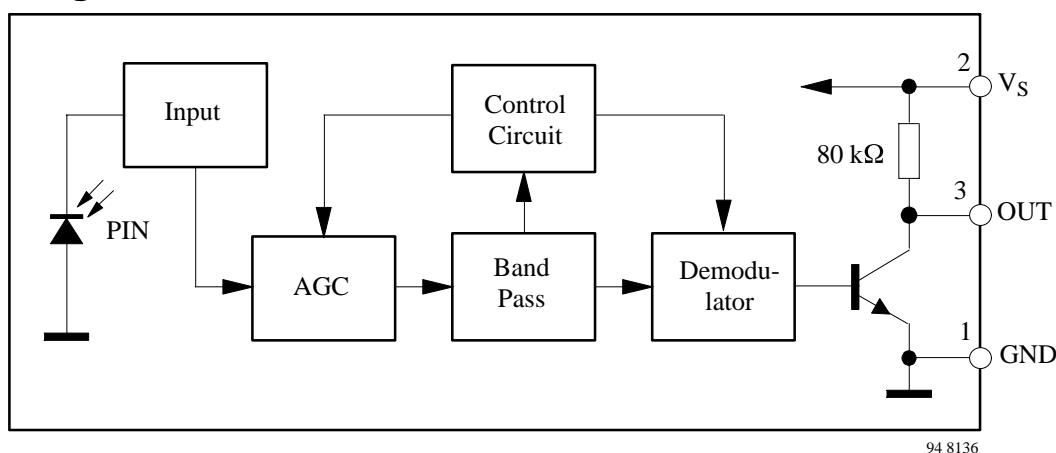 Input
Control
Circuit
2
V_S
80 kΩ
3
OUT
PIN
AGC
Band
Pass
Demodu-
lator
1
GND
94 8136